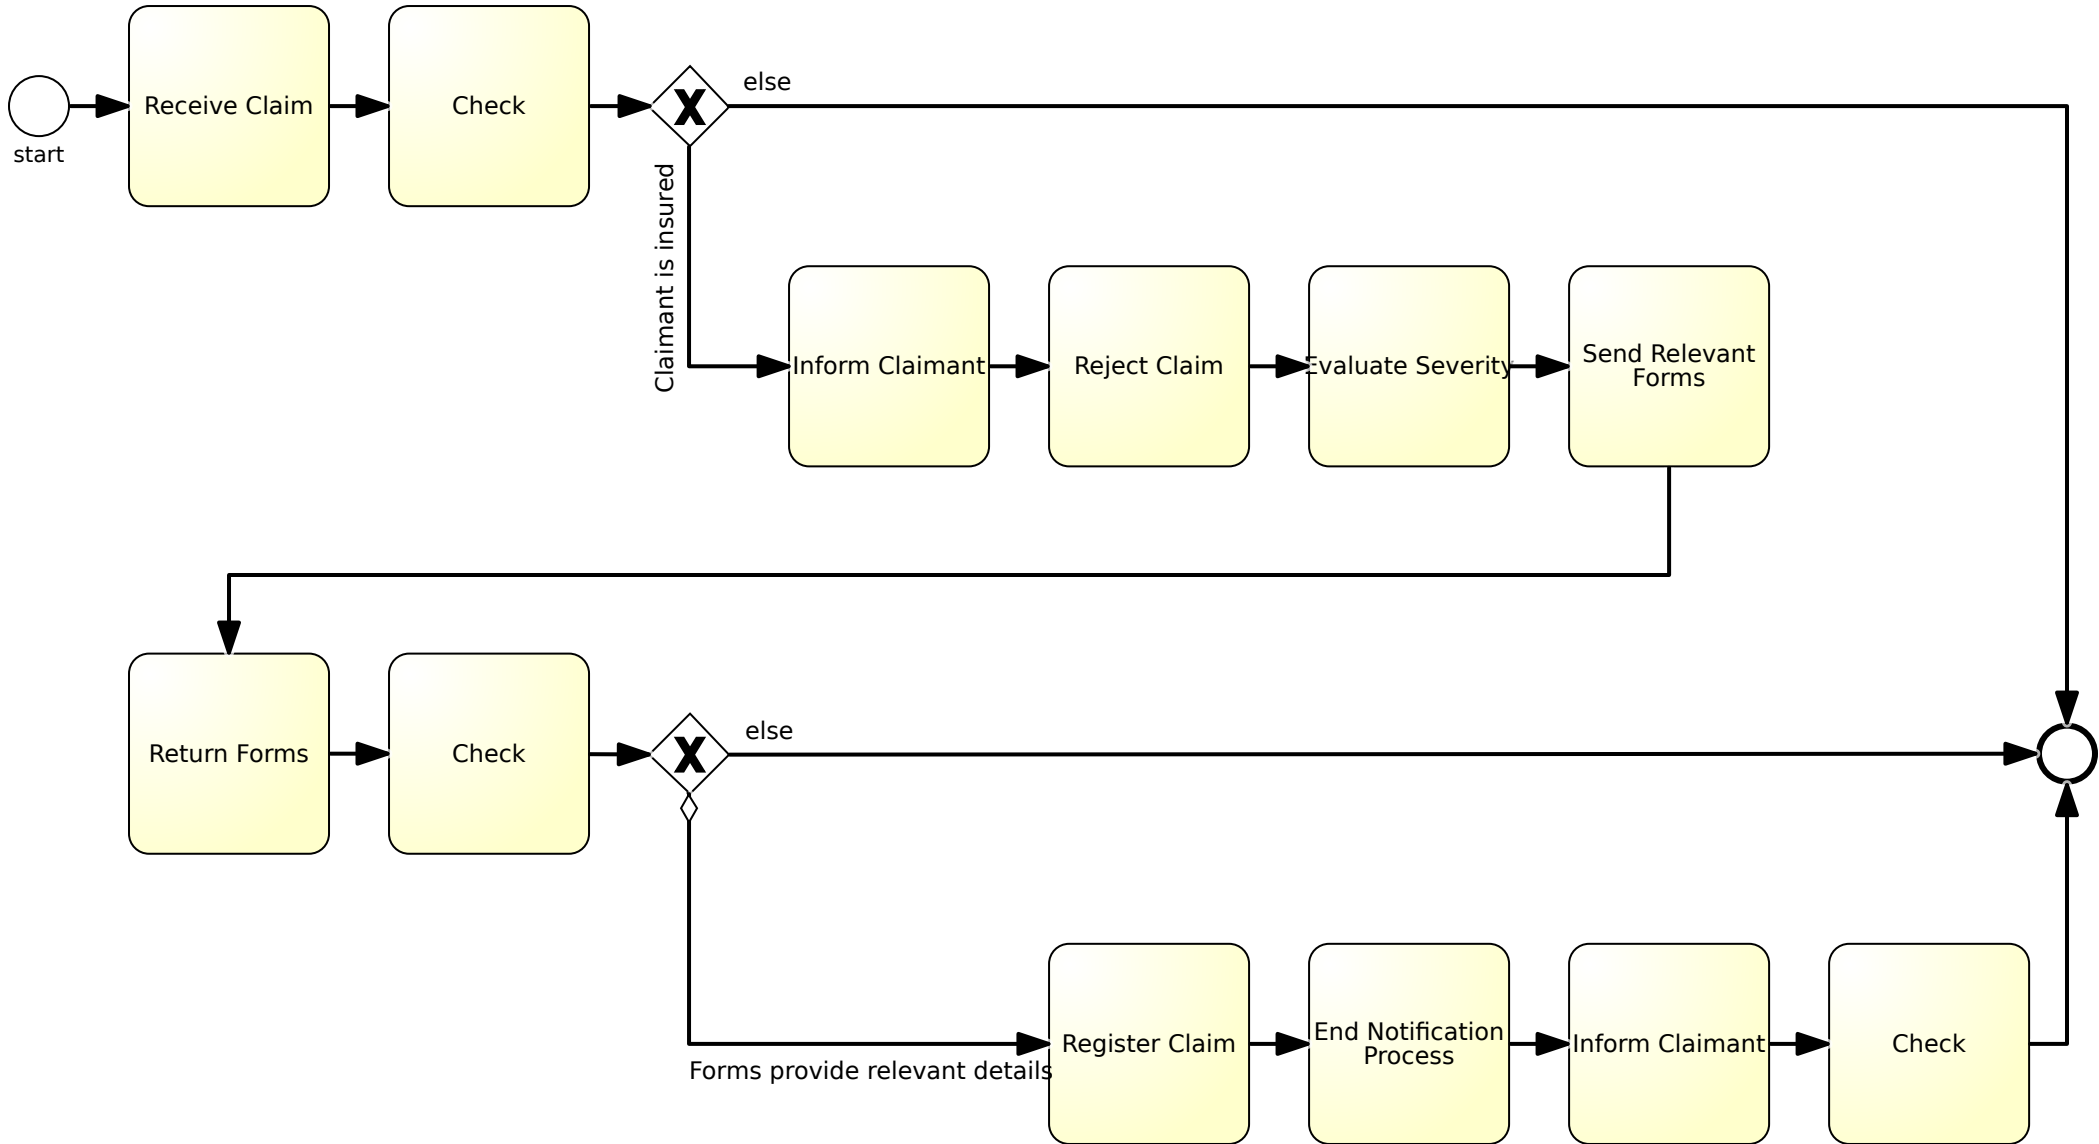 else
Receive Claim
Check
start
Claimant is insured
Inform Claimant
Reject Claim
Evaluate Severity
Send Relevant
Forms
else
Return Forms
Check
Register Claim
End Notification
Process
Inform Claimant
Check
Forms provide relevant details